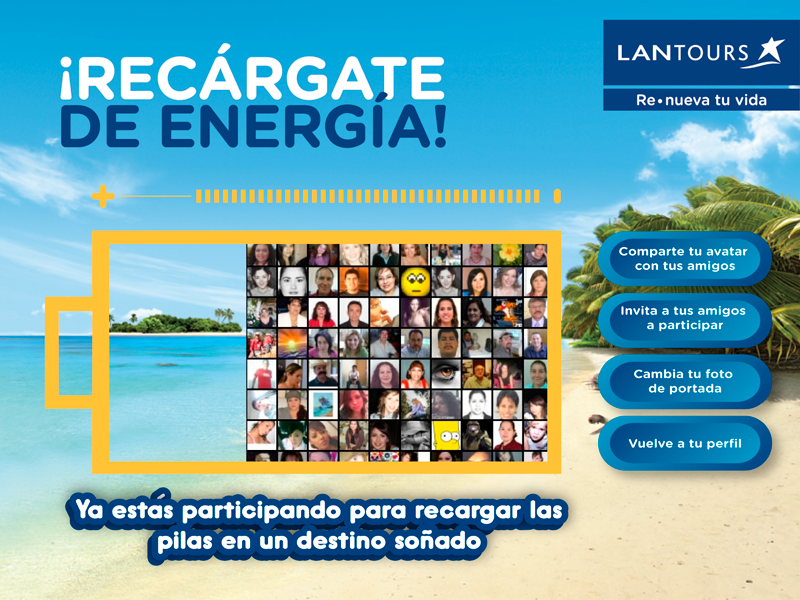 ¡RECÁRGATE
DE ENERGÍA!
LANTOURS
Re•nueva tu vida
Comparte tu avatar
con tus amigos
Invita a tus amigos
a participar
Cambia tu foto
de portada
Vuelve a tu perfil
Ya estás participando para recargar las
pilas en un destino soñado